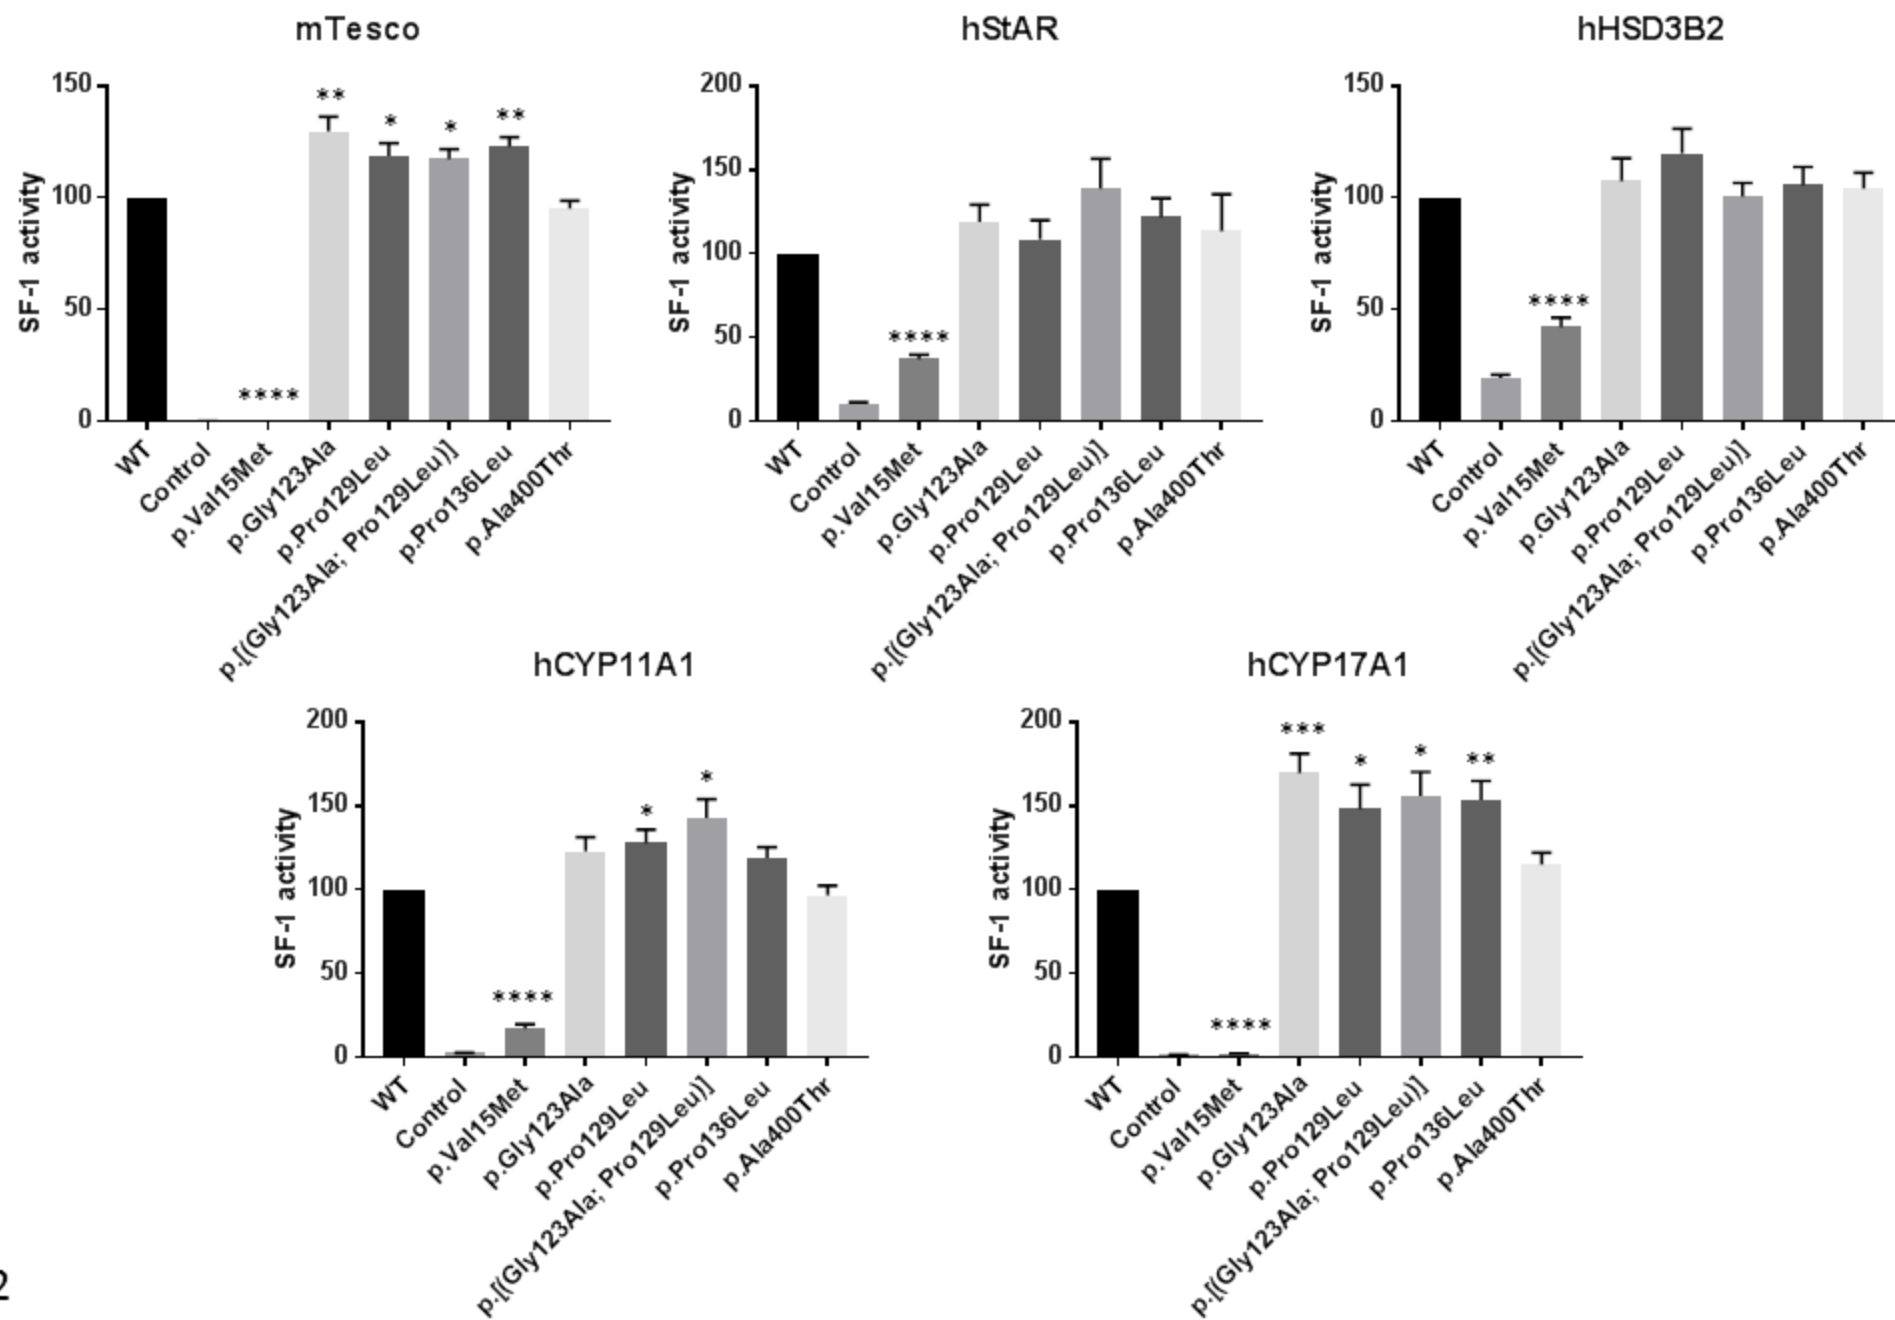 mTesco
SF-1 activity
150
100
50
0
**
*
*
**
****
WT
Control
p.Val15Met
p.Gly123Ala
p.Pro129Leu
p.[(Gly123Ala; Pro129Leu)]
p.Pro136Leu
p.Ala400Thr
hStAR
SF-1 activity
200
150
100
50
0
****
WT
Control
p.Val15Met
p.Gly123Ala
p.Pro129Leu
p.[(Gly123Ala; Pro129Leu)]
p.Pro136Leu
p.Ala400Thr
hHSD3B2
SF-1 activity
150
100
50
0
****
WT
Control
p.Val15Met
p.Gly123Ala
p.Pro129Leu
p.[(Gly123Ala; Pro129Leu)]
p.Pro136Leu
p.Ala400Thr
hCYP11A1
SF-1 activity
200
150
100
50
0
****
*
*
WT
Control
p.Val15Met
p.Gly123Ala
p.Pro129Leu
p.[(Gly123Ala; Pro129Leu)]
p.Pro136Leu
p.Ala400Thr
hCYP17A1
SF-1 activity
200
150
100
50
0
****
***
*
*
**
WT
Control
p.Val15Met
p.Gly123Ala
p.Pro129Leu
p.[(Gly123Ala; Pro129Leu)]
p.Pro136Leu
p.Ala400Thr
2